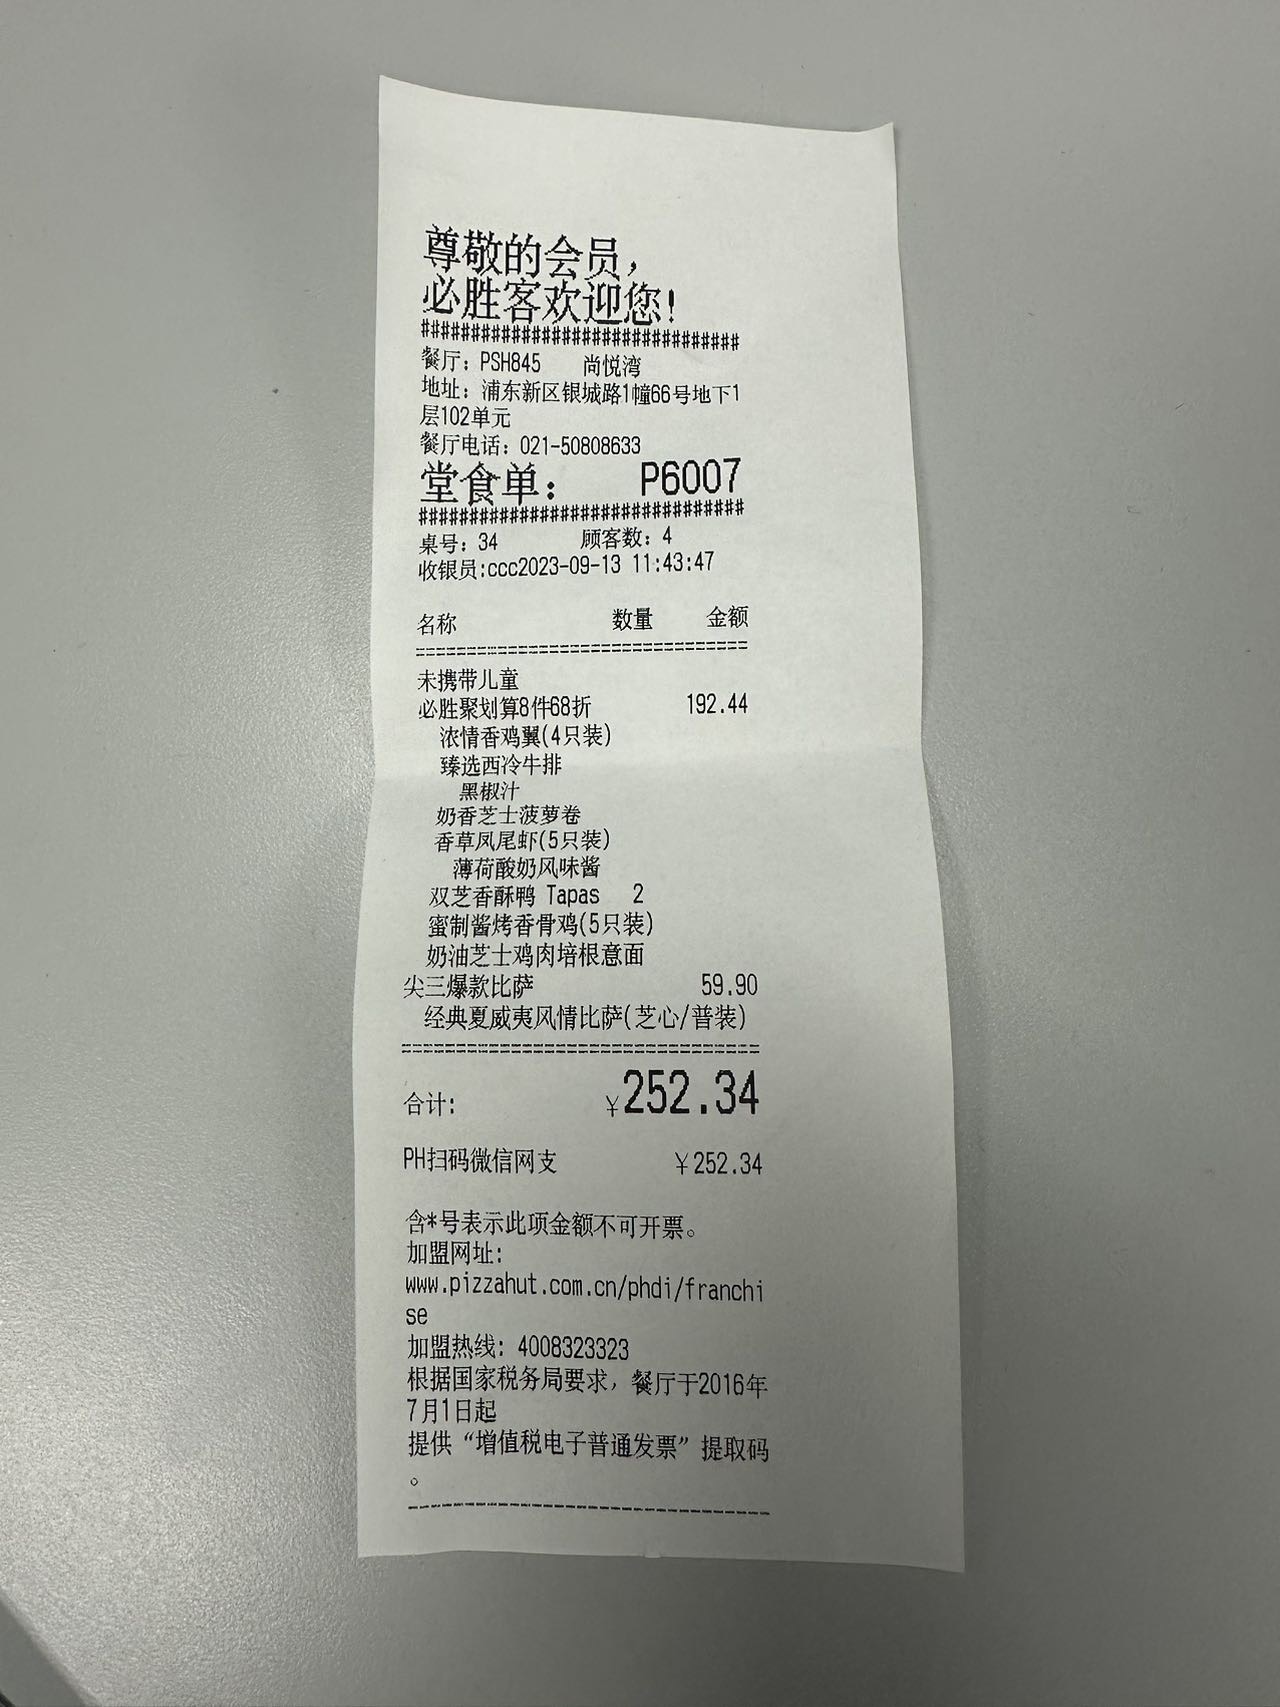 尊敬的会员，
必胜客欢迎您!
################################
餐厅：PSH845 尚悦湾
地址：浦东新区银城路1幢66号地下1
层102单元
餐厅电话：021-50808633
堂食单： P6007
################################
桌号：34 顾客数：4
收银员:ccc2023-09-13 11:43:47
名称 数量 金额
================================
未携带儿童
必胜聚划算8件68折 192.44
浓情香鸡翼(4只装)
臻选西冷牛排
黑椒汁
奶香芝士菠萝卷
香草凤尾虾(5只装)
薄荷酸奶风味酱
双芝香酥鸭 Tapas 2
蜜制酱烤香骨鸡(5只装)
奶油芝士鸡肉培根意面
尖三爆款比萨 59.90
经典夏威夷风情比萨(芝心/普装)
================================
合计: ￥252.34
PH扫码微信网支 ￥252.34
含*号表示此项金额不可开票。
加盟网址:
www.pizzahut.com.cn/phdi/franchi
se
加盟热线: 4008323323
根据国家税务局要求，餐厅于2016年
7月1日起
提供“增值税电子普通发票”提取码
。
--------------------------------